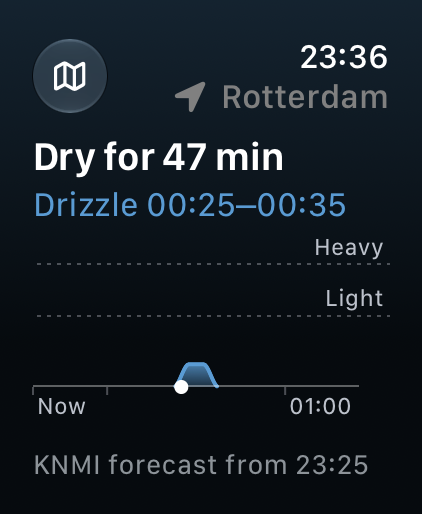 23:36
Rotterdam
Dry for 47 min
Drizzle 00:25–00:35
Heavy
Light
Now 01:00
KNMI forecast from 23:25